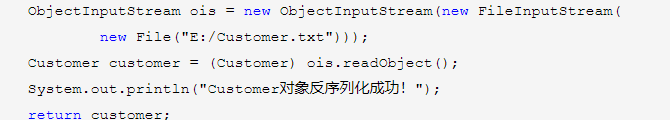 ObjectInputStream ois = new ObjectInputStream(new FileInputStream(
new File("E:/Customer.txt")));
Customer customer = (Customer) ois.readObject();
System.out.println("Customer对象反序列化成功！");
return customer;